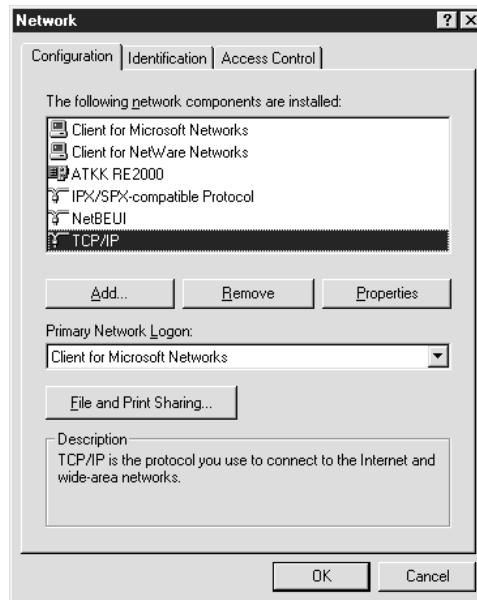 Network
Configuration Identification Access Control
The following network components are installed:
Client for Microsoft Networks
Client for NetWare Networks
ATKK RE2000
IPX/SPX-compatible Protocol
NetBEUI
TCP/IP
Add... Remove Properties
Primary Network Logon:
Client for Microsoft Networks
File and Print Sharing...
Description
TCP/IP is the protocol you use to connect to the Internet and
wide-area networks.
OK Cancel